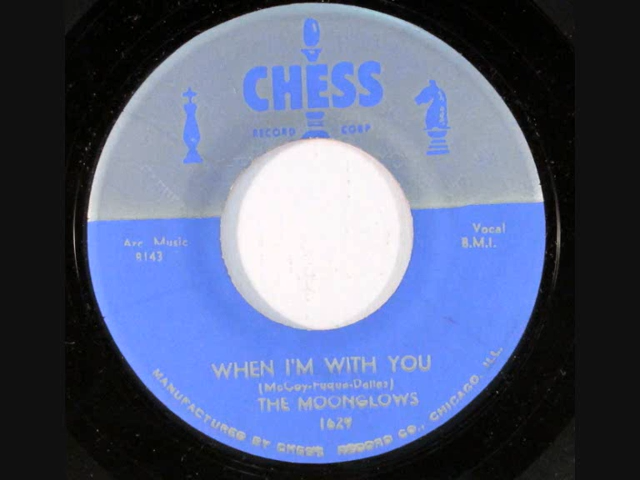 CHESS
RECORD CORP
Arc Music
8143
Vocal
B.M.I.
WHEN I'M WITH YOU
(McCoy-Fuqua-Dallas)
THE MOONGLOWS
1629
MANUFACTURED BY CHESS RECORD CO., CHICAGO, ILL.